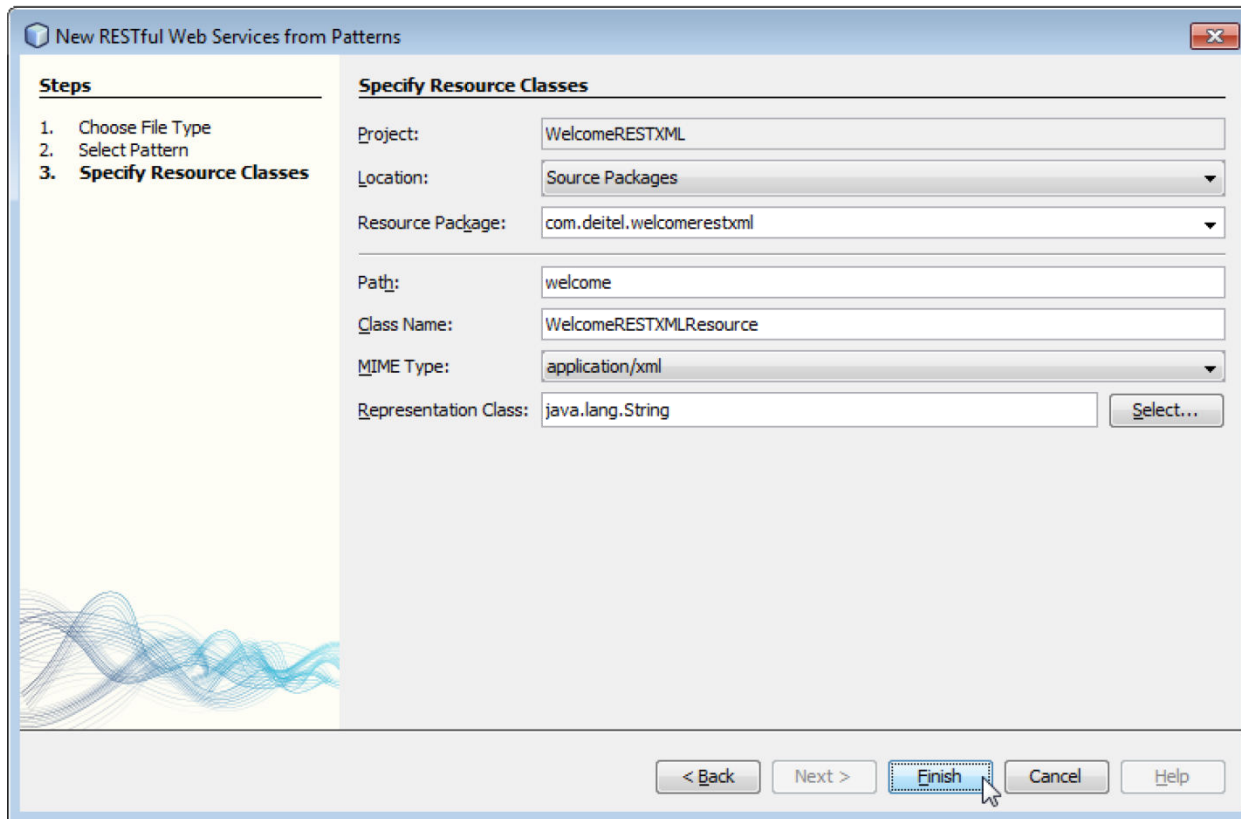 New RESTful Web Services from Patterns
Steps
1. Choose File Type
2. Select Pattern
3. Specify Resource Classes
Specify Resource Classes
Project: WelcomeRESTXML
Location: Source Packages
Resource Package: com.deitel.welcomerestxml
Path: welcome
Class Name: WelcomeRESTXMLResource
MIME Type: application/xml
Representation Class: java.lang.String Select...
< Back Next > Finish Cancel Help